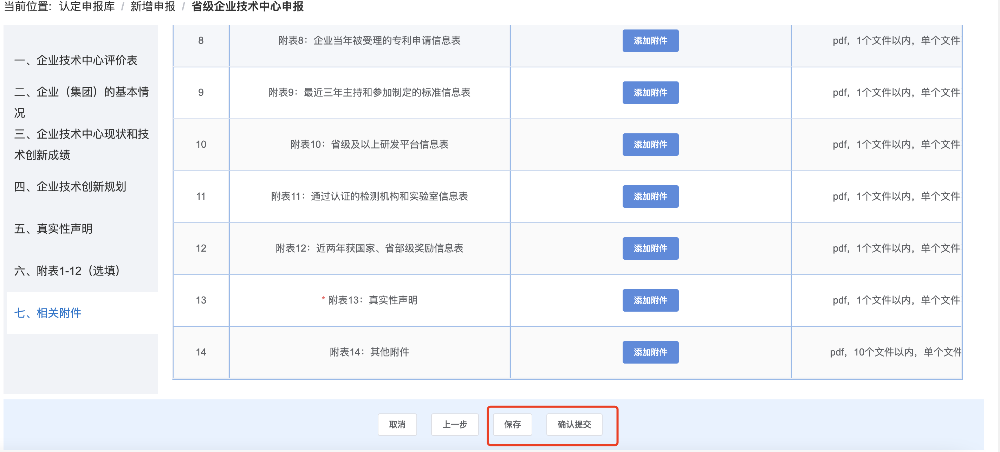 当前位置: 认定申报库 / 新增申报 / 省级企业技术中心申报
一、企业技术中心评价表
二、企业（集团）的基本情
况
三、企业技术中心现状和技
术创新成绩
四、企业技术创新规划
五、真实性声明
六、附表1-12（选填）
七、相关附件
8 附表8：企业当年被受理的专利申请信息表 添加附件 pdf，1个文件以内，单个文件
9 附表9：最近三年主持和参加制定的标准信息表 添加附件 pdf，1个文件以内，单个文件
10 附表10：省级及以上研发平台信息表 添加附件 pdf，1个文件以内，单个文件
11 附表11：通过认证的检测机构和实验室信息表 添加附件 pdf，1个文件以内，单个文件
12 附表12：近两年获国家、省部级奖励信息表 添加附件 pdf，1个文件以内，单个文件
13 * 附表13：真实性声明 添加附件 pdf，1个文件以内，单个文件
14 附表14：其他附件 添加附件 pdf，10个文件以内，单个文件
取消 上一步 保存 确认提交